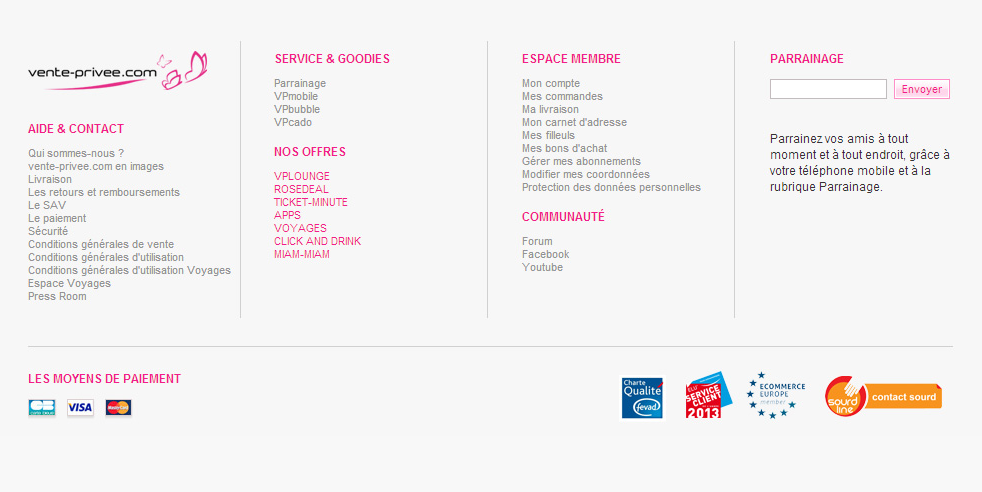 vente-privee.com
AIDE & CONTACT
Qui sommes-nous ?
vente-privee.com en images
Livraison
Les retours et remboursements
Le SAV
Le paiement
Sécurité
Conditions générales de vente
Conditions générales d'utilisation
Conditions générales d'utilisation Voyages
Espace Voyages
Press Room
SERVICE & GOODIES
Parrainage
VPmobile
VPbubble
VPcado
NOS OFFRES
VPLOUNGE
ROSEDEAL
TICKET-MINUTE
APPS
VOYAGES
CLICK AND DRINK
MIAM-MIAM
ESPACE MEMBRE
Mon compte
Mes commandes
Ma livraison
Mon carnet d'adresse
Mes filleuls
Mes bons d'achat
Gérer mes abonnements
Modifier mes coordonnées
Protection des données personnelles
COMMUNAUTÉ
Forum
Facebook
Youtube
PARRAINAGE
Envoyer
Parrainez vos amis à tout
moment et à tout endroit, grâce à
votre téléphone mobile et à la
rubrique Parrainage.
LES MOYENS DE PAIEMENT
CB
VISA
MasterCard
Charte
Qualité
fevad
ELU
SERVICE
CLIENT
2013
ECOMMERCE
EUROPE
member
sourd
line
contact sourd